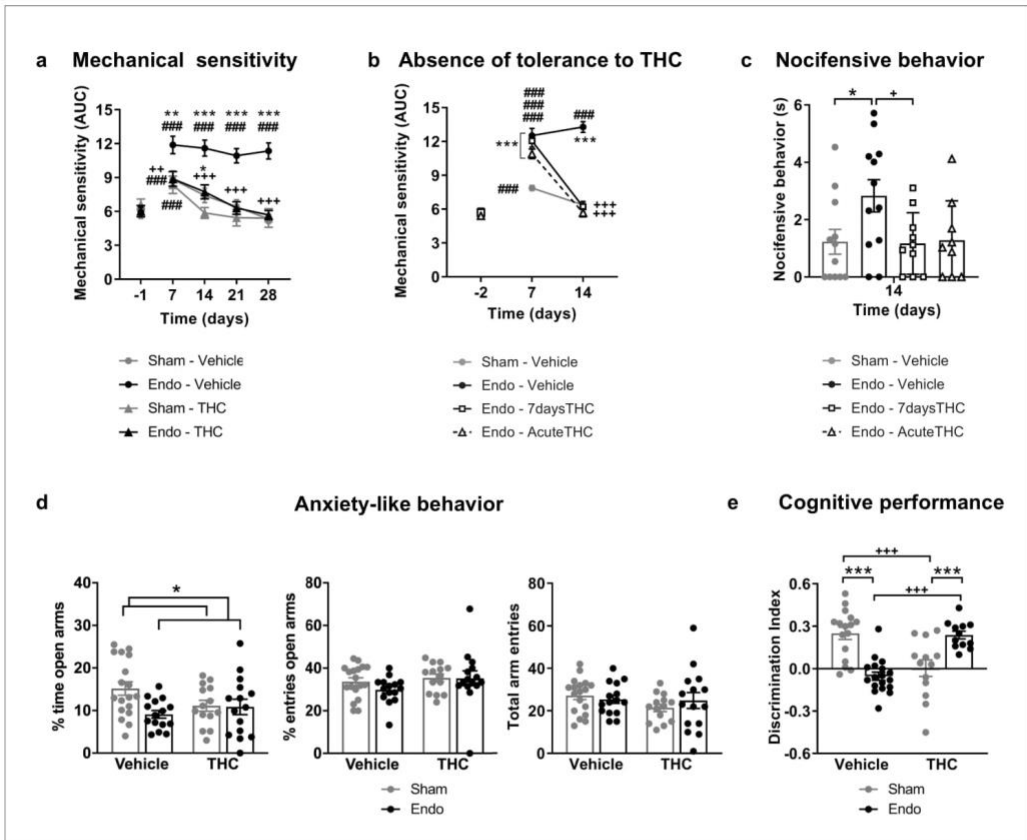 a Mechanical sensitivity
Mechanical sensitivity (AUC)
15
12
9
6
3
0
** *** *** ***
### ### ### ###
++
###
*
+++
+++
+++
###
-1 7 14 21 28
Time (days)
Sham - Vehicle
Endo - Vehicle
Sham - THC
Endo - THC
b Absence of tolerance to THC
Mechanical sensitivity (AUC)
15
12
9
6
3
0
###
###
###
###
***
***
###
+++
+++
-2 7 14
Time (days)
Sham - Vehicle
Endo - Vehicle
Endo - 7daysTHC
Endo - AcuteTHC
c Nocifensive behavior
Nocifensive behavior (s)
6
4
2
0
* +
14
Time (days)
Sham - Vehicle
Endo - Vehicle
Endo - 7daysTHC
Endo - AcuteTHC
d Anxiety-like behavior
% time open arms
40
30
20
10
0
*
Vehicle THC
% entries open arms
80
60
40
20
0
Vehicle THC
Total arm entries
80
60
40
20
0
Vehicle THC
Sham
Endo
e Cognitive performance
Discrimination Index
0.6
0.3
0.0
-0.3
-0.6
+++
*** ***
+++
Vehicle THC
Sham
Endo